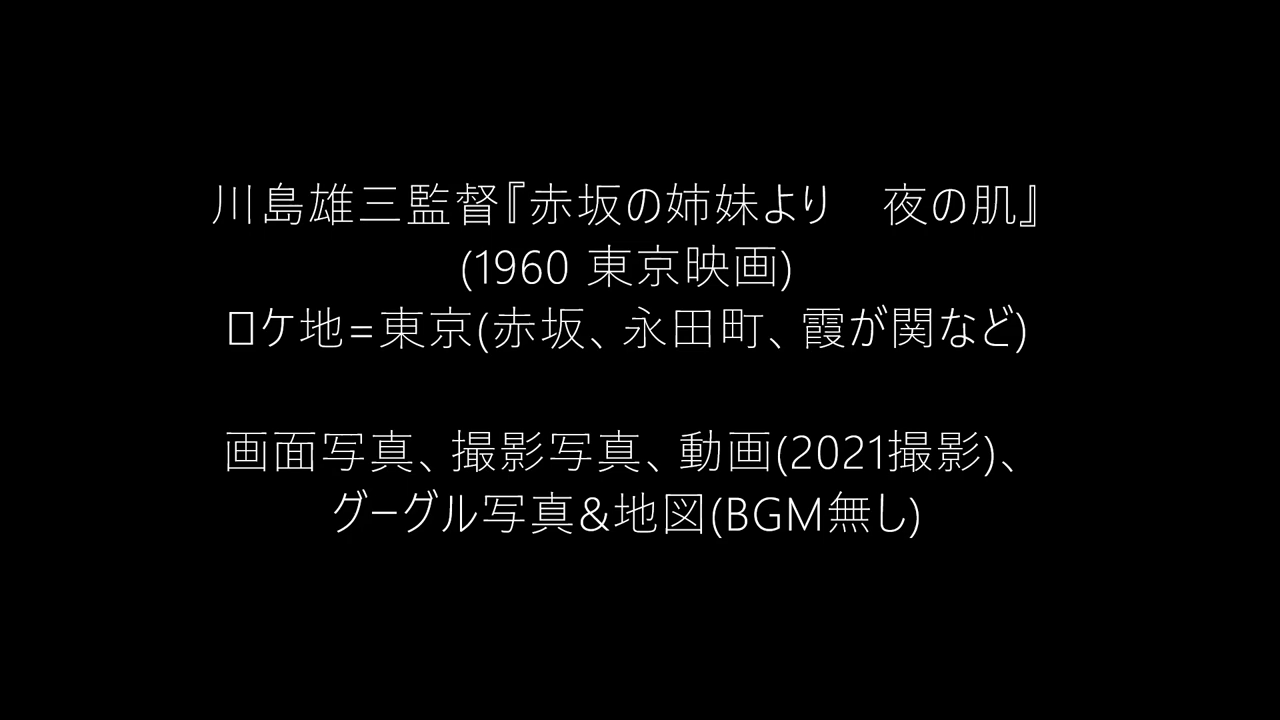 川島雄三監督『赤坂の姉妹より　夜の肌』
(1960 東京映画)
ロケ地=東京(赤坂、永田町、霞が関など)
画面写真、撮影写真、動画(2021撮影)、
グーグル写真&地図(BGM無し)